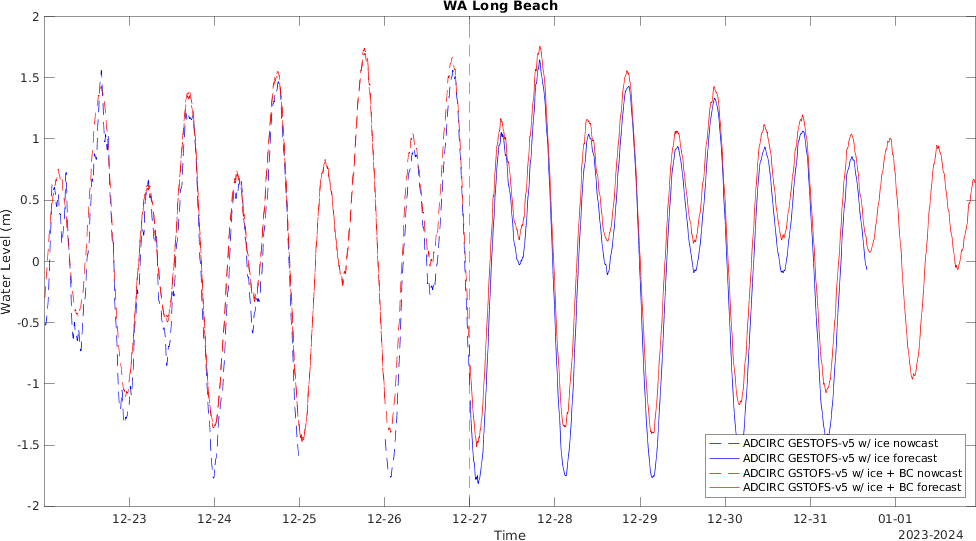 WA Long Beach
2
1.5
1
0.5
0
-0.5
-1
-1.5
-2
Water Level (m)
12-23
12-24
12-25
12-26
12-27
12-28
12-29
12-30
12-31
01-01
Time
2023-2024
ADCIRC GESTOFS-v5 w/ ice nowcast
ADCIRC GESTOFS-v5 w/ ice forecast
ADCIRC GSTOFS-v5 w/ ice + BC nowcast
ADCIRC GSTOFS-v5 w/ ice + BC forecast